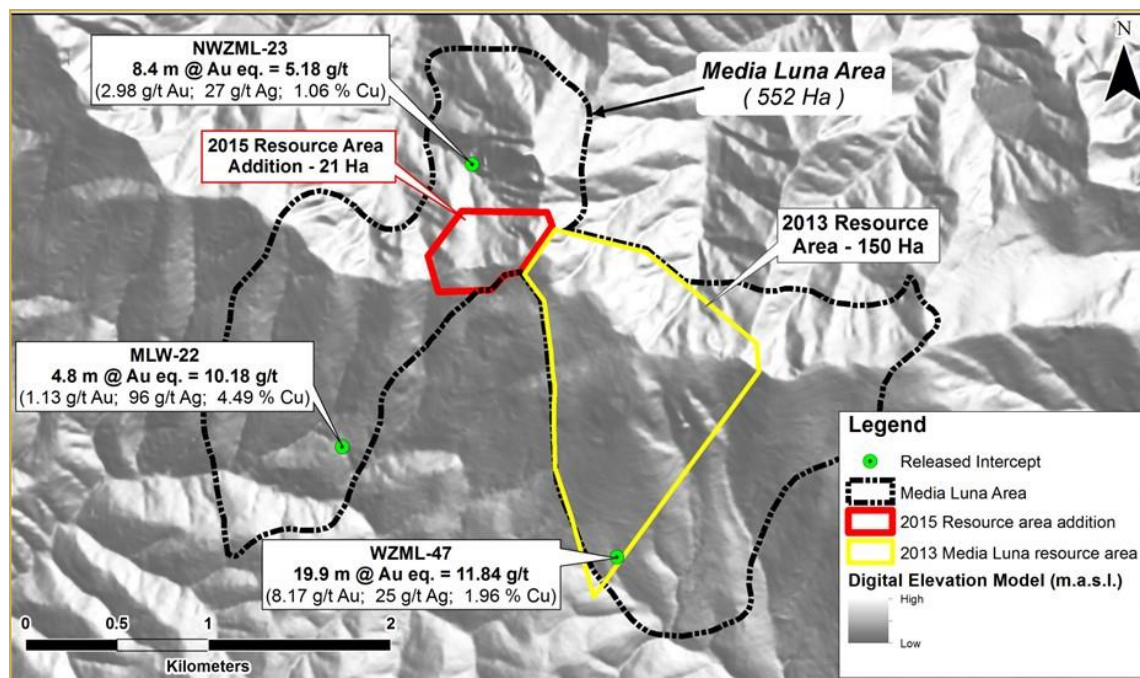 NWZML-23
8.4 m @ Au eq. = 5.18 g/t
(2.98 g/t Au; 27 g/t Ag; 1.06 % Cu)
N
Media Luna Area
( 552 Ha )
2015 Resource Area
Addition - 21 Ha
2013 Resource
Area - 150 Ha
MLW-22
4.8 m @ Au eq. = 10.18 g/t
(1.13 g/t Au; 96 g/t Ag; 4.49 % Cu)
WZML-47
19.9 m @ Au eq. = 11.84 g/t
(8.17 g/t Au; 25 g/t Ag; 1.96 % Cu)
0 0.5 1 2
Kilometers
Legend
Released Intercept
Media Luna Area
2015 Resource area addition
2013 Media Luna resource area
Digital Elevation Model (m.a.s.l.)
High
Low